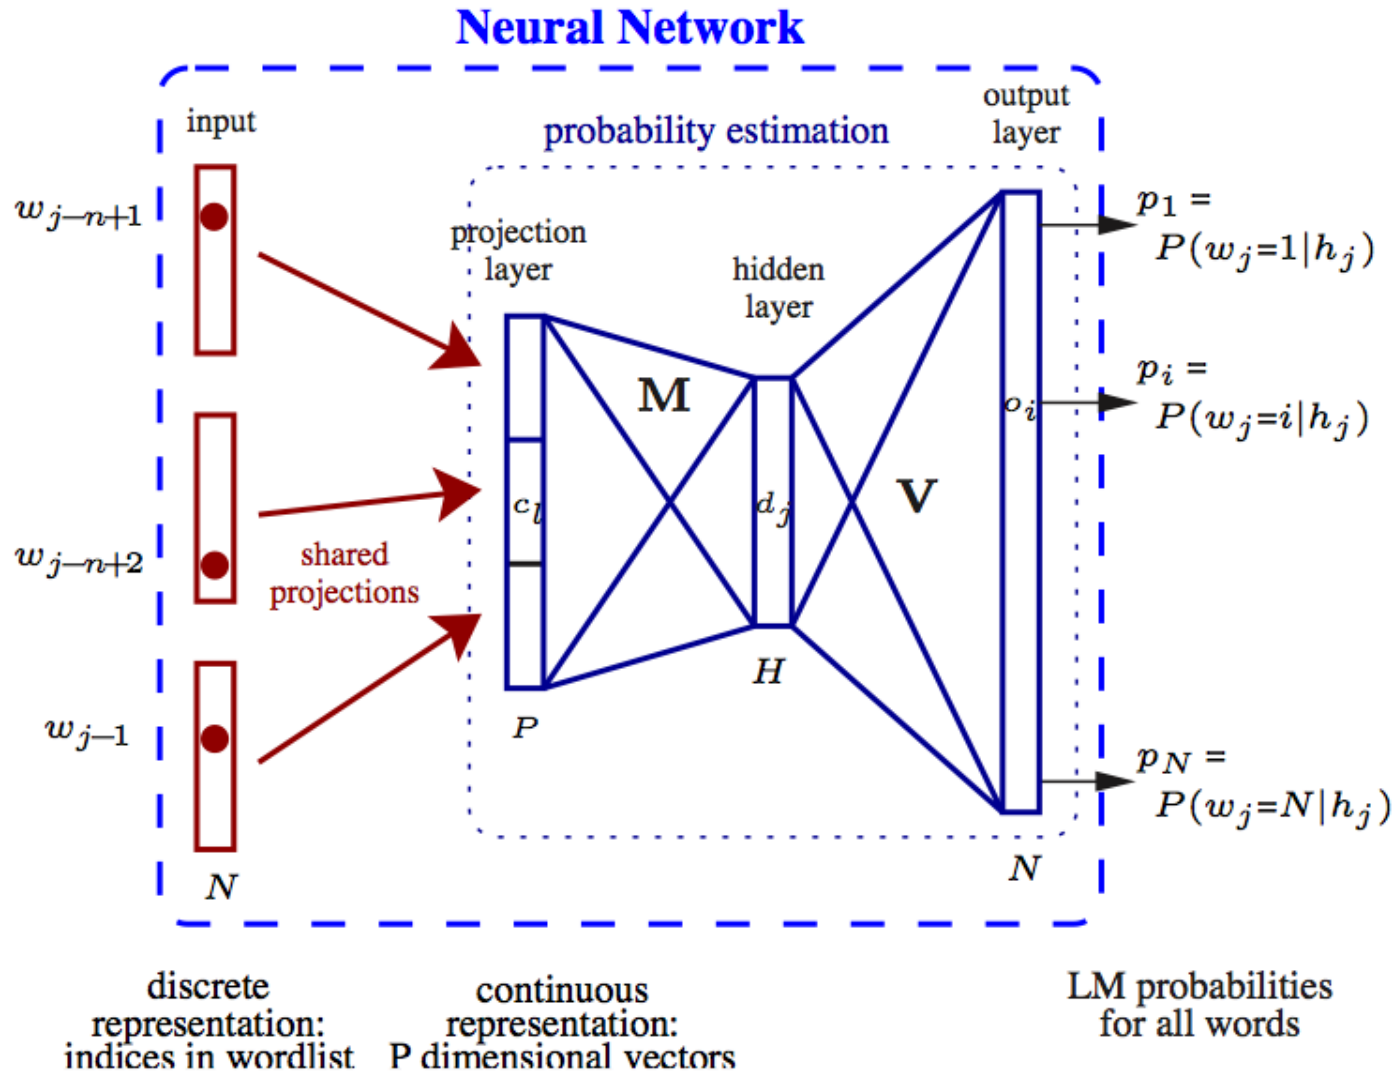 Neural Network
input
output
layer
probability estimation
projection
layer
hidden
layer
w_{j−n+1}
w_{j−n+2}
w_{j−1}
shared
projections
M
V
c_l
d_j
o_i
p_1 =
P(w_j=1|h_j)
p_i =
P(w_j=i|h_j)
p_N =
P(w_j=N|h_j)
N
P
H
N
discrete
representation:
indices in wordlist
continuous
representation:
P dimensional vectors
LM probabilities
for all words